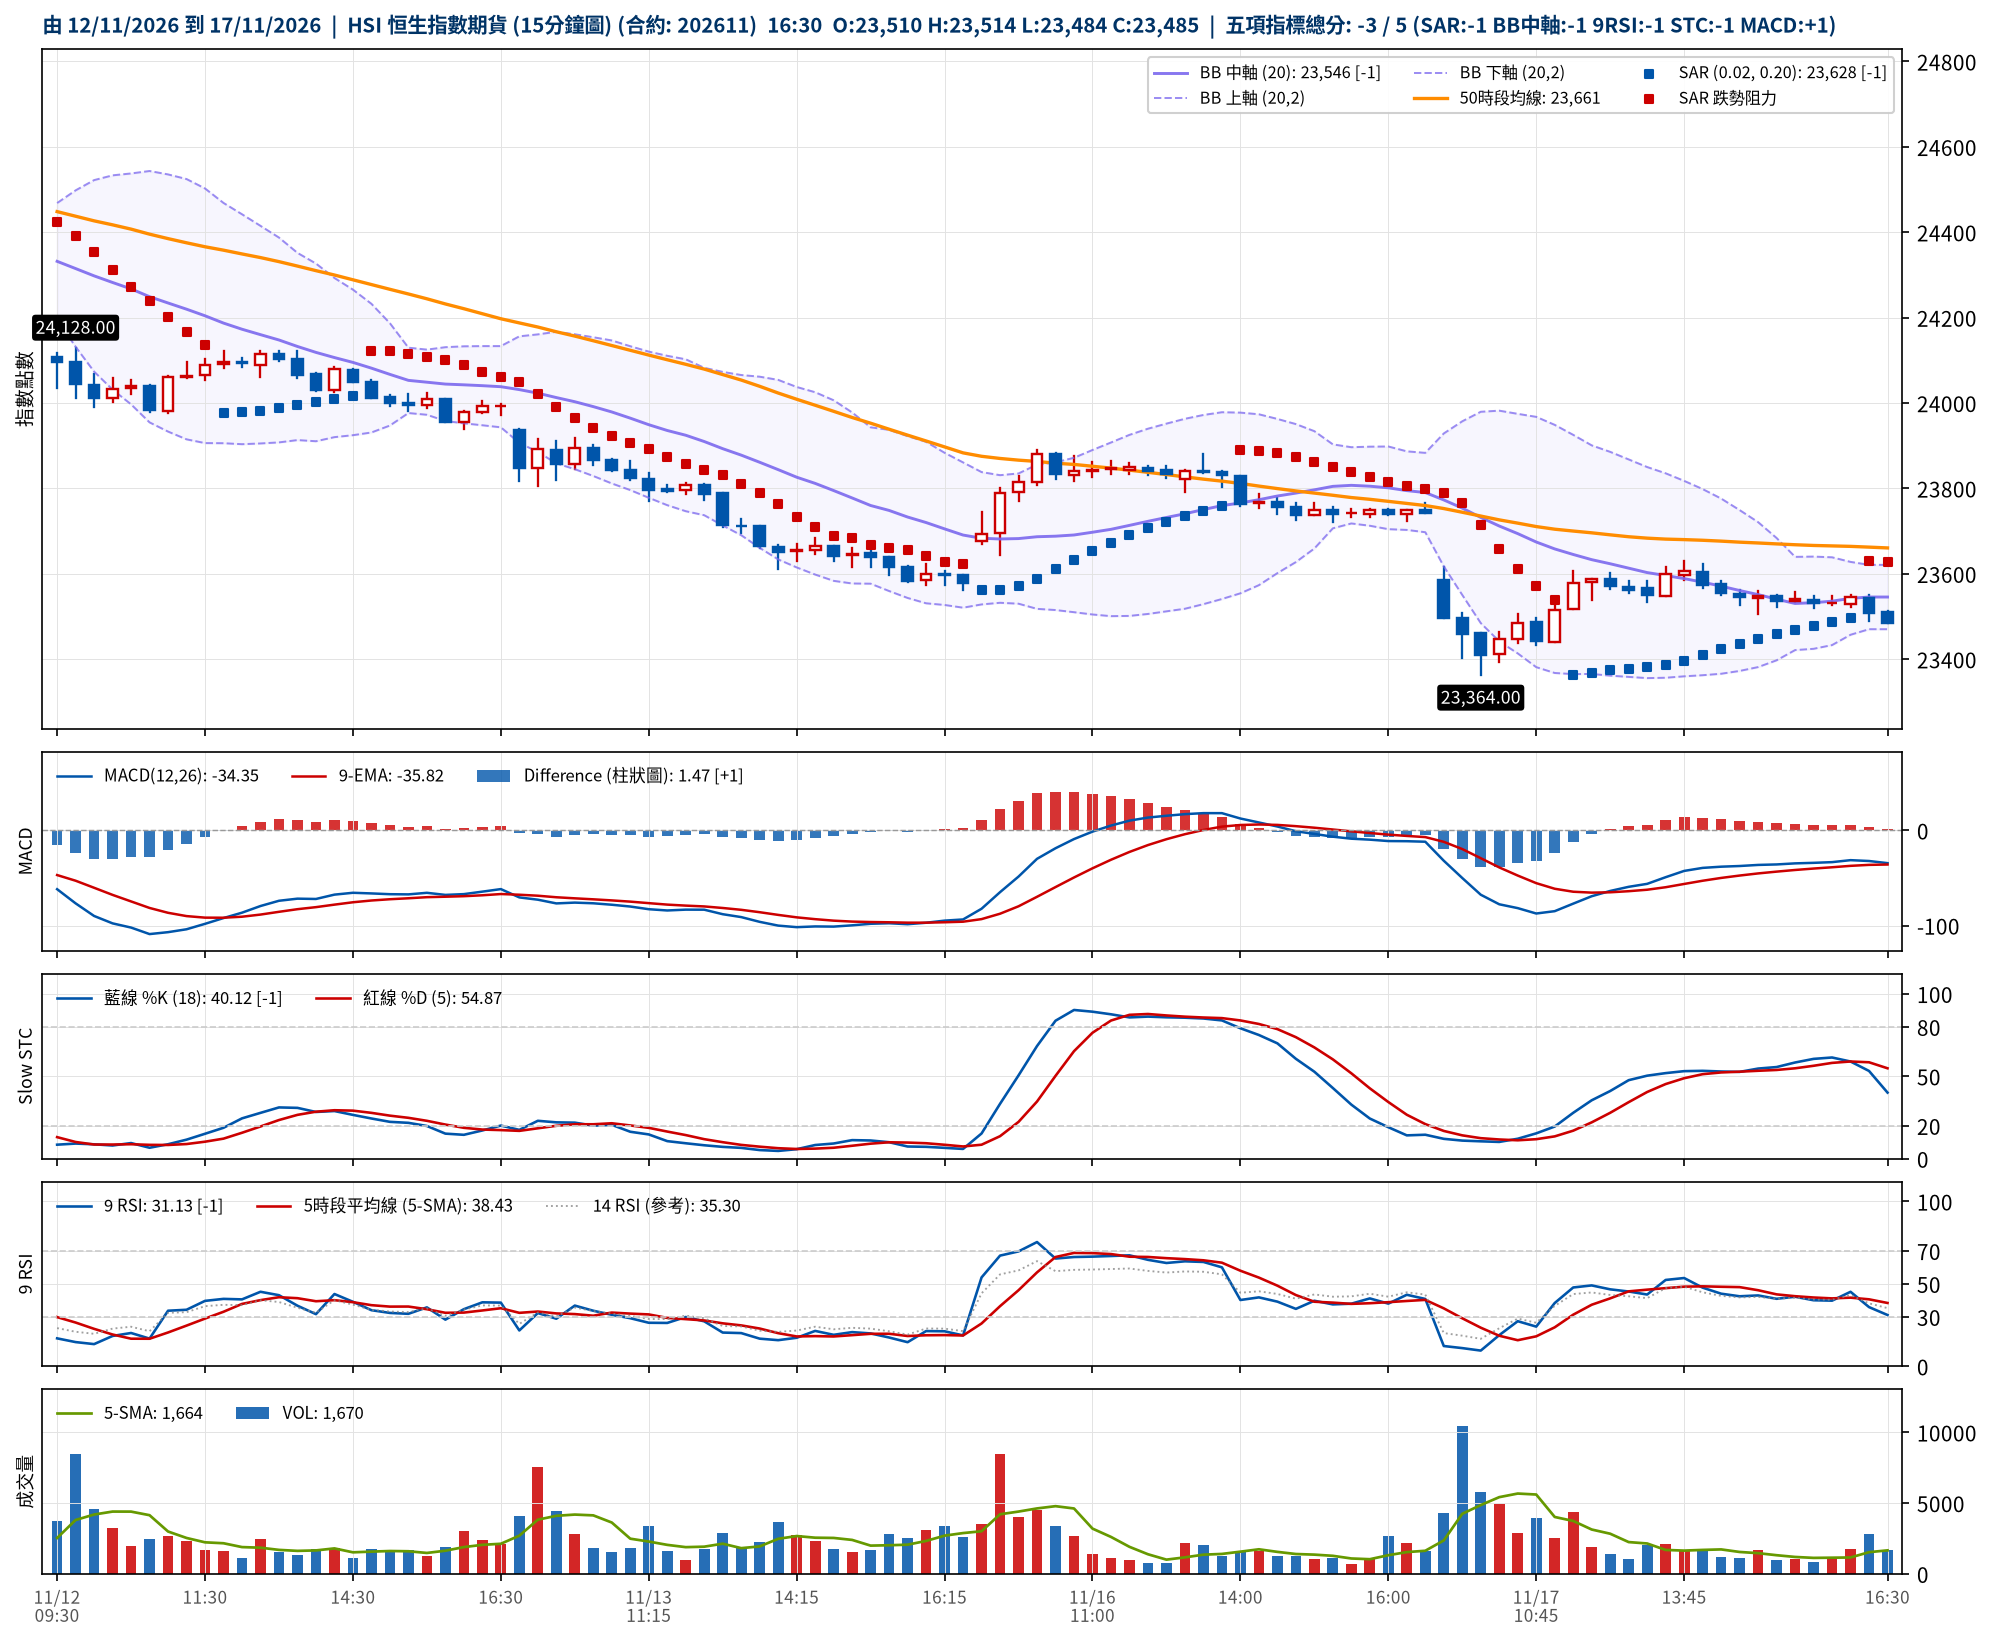 由 12/11/2026 到 17/11/2026 | HSI 恒生指數期貨 (15分鐘圖) (合約: 202611) 16:30 O:23,510 H:23,514 L:23,484 C:23,485 | 五項指標總分: -3 / 5 (SAR:-1 BB中軸:-1 9RSI:-1 STC:-1 MACD:+1)
BB 中軸 (20): 23,546 [-1]
BB 上軸 (20,2)
BB 下軸 (20,2)
50時段均線: 23,661
SAR (0.02, 0.20): 23,628 [-1]
SAR 跌勢阻力
24800
24600
24400
24200
24000
23800
23600
23400
指數點數
24,128.00
23,364.00
MACD(12,26): -34.35
9-EMA: -35.82
Difference (柱狀圖): 1.47 [+1]
MACD
0
-100
藍線 %K (18): 40.12 [-1]
紅線 %D (5): 54.87
Slow STC
100
80
50
20
0
9 RSI: 31.13 [-1]
5時段平均線 (5-SMA): 38.43
14 RSI (參考): 35.30
9 RSI
100
70
50
30
0
5-SMA: 1,664
VOL: 1,670
成交量
10000
5000
0
11/12
09:30
11:30
14:30
16:30
11/13
11:15
14:15
16:15
11/16
11:00
14:00
16:00
11/17
10:45
13:45
16:30